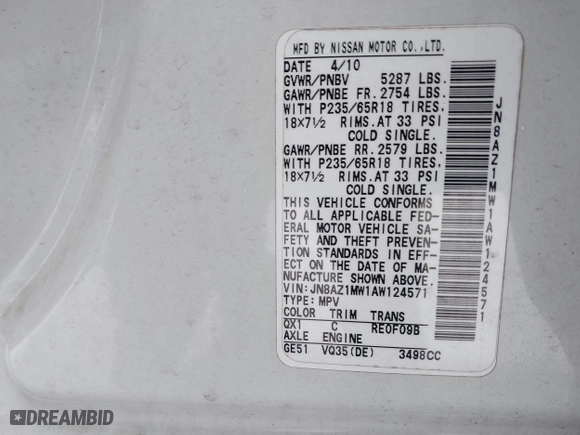 MFD BY NISSAN MOTOR CO.,LTD.
DATE 4/10
GVWR/PNBV 5287 LBS.
GAWR/PNBE FR. 2754 LBS.
WITH P235/65R18 TIRES,
18×7½ RIMS.AT 33 PSI
COLD SINGLE.
GAWR/PNBE RR. 2579 LBS.
WITH P235/65R18 TIRES,
18×7½ RIMS.AT 33 PSI
COLD SINGLE.
THIS VEHICLE CONFORMS
TO ALL APPLICABLE FED-
ERAL MOTOR VEHICLE SA-
FETY AND THEFT PREVEN-
TION STANDARDS IN EFF-
ECT ON THE DATE OF MA-
NUFACTURE SHOWN ABOVE.
VIN:JN8AZ1MW1AW124571
TYPE:MPV
COLOR TRIM TRANS
QX1 C RE0F09B
AXLE ENGINE
GE51 VQ35(DE) 3498CC
JN8AZ1MW1AW124571
DREAMBID